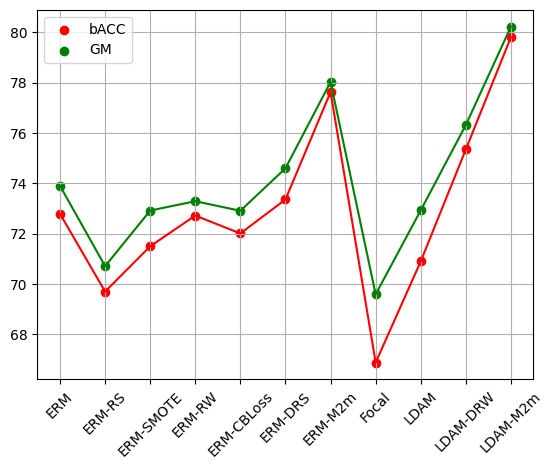 bACC
GM
80
78
76
74
72
70
68
ERM
ERM-RS
ERM-SMOTE
ERM-RW
ERM-CBLoss
ERM-DRS
ERM-M2m
Focal
LDAM
LDAM-DRW
LDAM-M2m